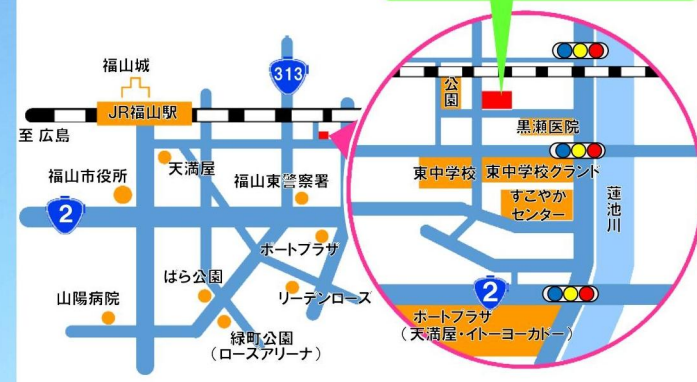 福山城
JR福山駅
至 広島
313
福山市役所
天満屋
福山東警察署
2
ポートプラザ
はら公園
リーデンローズ
山陽病院
緑町公園
(ローズアリーナ)
公園
黒瀬医院
東中学校
東中学校グランド
すこやか
センター
蓮池川
2
ポートプラザ
(天満屋・イトーヨーカドー)